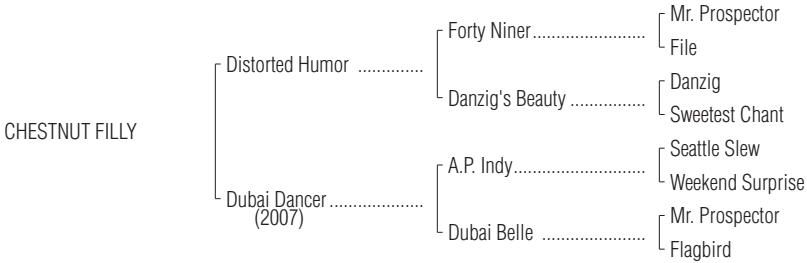 Mr. Prospector
Forty Niner........................
File
Distorted Humor ..............
Danzig
Danzig's Beauty ................
Sweetest Chant
CHESTNUT FILLY
Seattle Slew
A.P. Indy............................
Weekend Surprise
Dubai Dancer ....................
(2007)
Mr. Prospector
Dubai Belle ......................
Flagbird